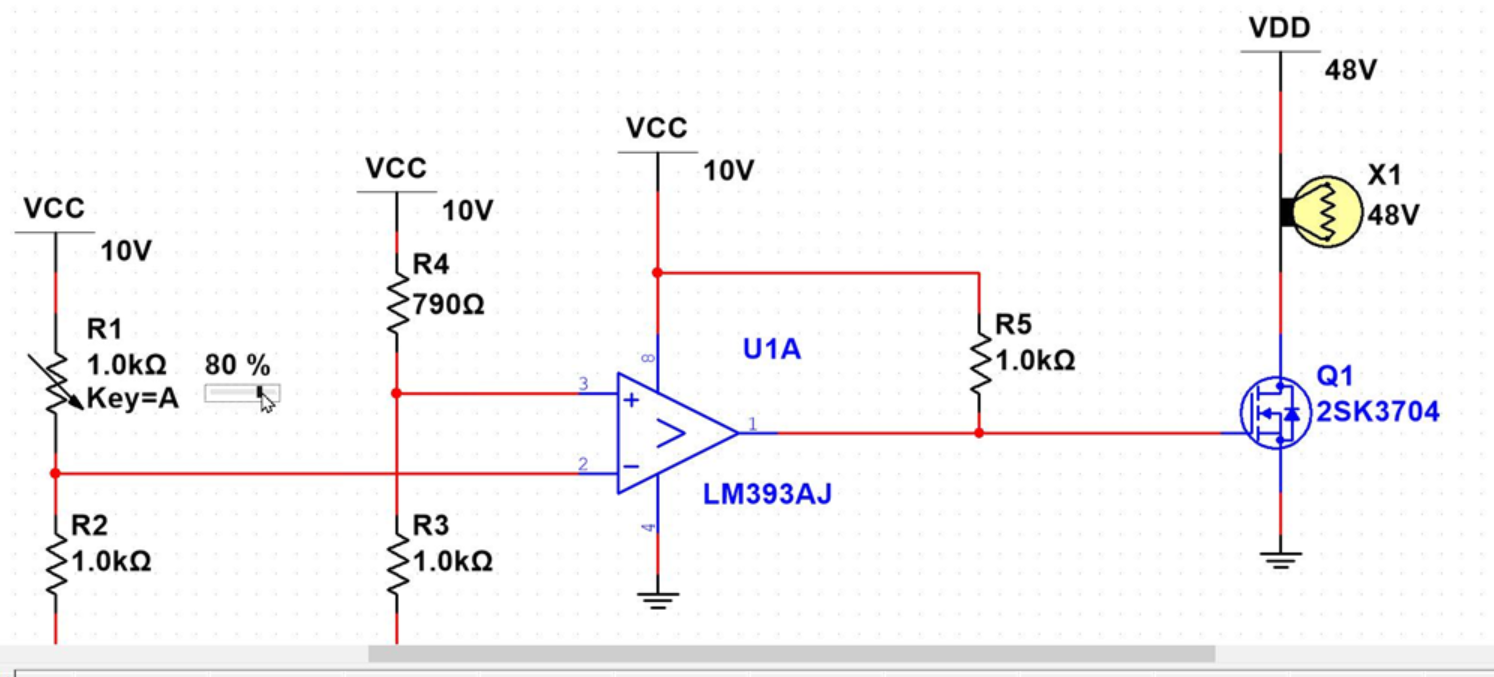 VDD
48V
VCC
10V
X1
48V
VCC
10V
VCC
10V
R4
790Ω
R1
1.0kΩ
Key=A
80 %
R5
1.0kΩ
U1A
8
3
+
1
2
−
4
LM393AJ
Q1
2SK3704
R2
1.0kΩ
R3
1.0kΩ